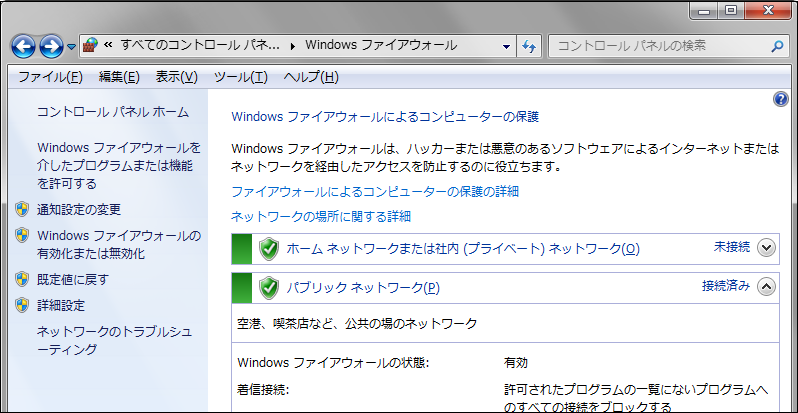 « すべてのコントロール パネ... ▸ Windows ファイアウォール
コントロール パネルの検索
ファイル(F) 編集(E) 表示(V) ツール(T) ヘルプ(H)
コントロール パネル ホーム
Windows ファイアウォールを
介したプログラムまたは機能
を許可する
通知設定の変更
Windows ファイアウォールの
有効化または無効化
既定値に戻す
詳細設定
ネットワークのトラブルシュ
ーティング
Windows ファイアウォールによるコンピューターの保護
Windows ファイアウォールは、ハッカーまたは悪意のあるソフトウェアによるインターネットまたは
ネットワークを経由したアクセスを防止するのに役立ちます。
ファイアウォールによるコンピューターの保護の詳細
ネットワークの場所に関する詳細
ホーム ネットワークまたは社内 (プライベート) ネットワーク(O) 未接続
パブリック ネットワーク(P) 接続済み
空港、喫茶店など、公共の場のネットワーク
Windows ファイアウォールの状態: 有効
着信接続: 許可されたプログラムの一覧にないプログラムへ
のすべての接続をブロックする